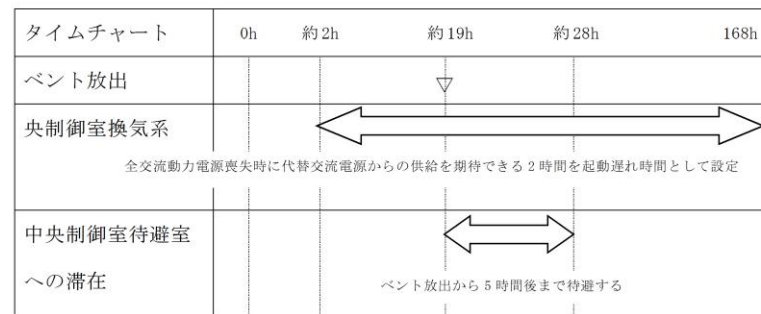 タイムチャート 0h 約2h 約19h 約28h 168h
ベント放出
央制御室換気系
全交流動力電源喪失時に代替交流電源からの供給を期待できる2時間を起動遅れ時間として設定
中央制御室待避室
への滞在
ベント放出から5時間後まで待避する